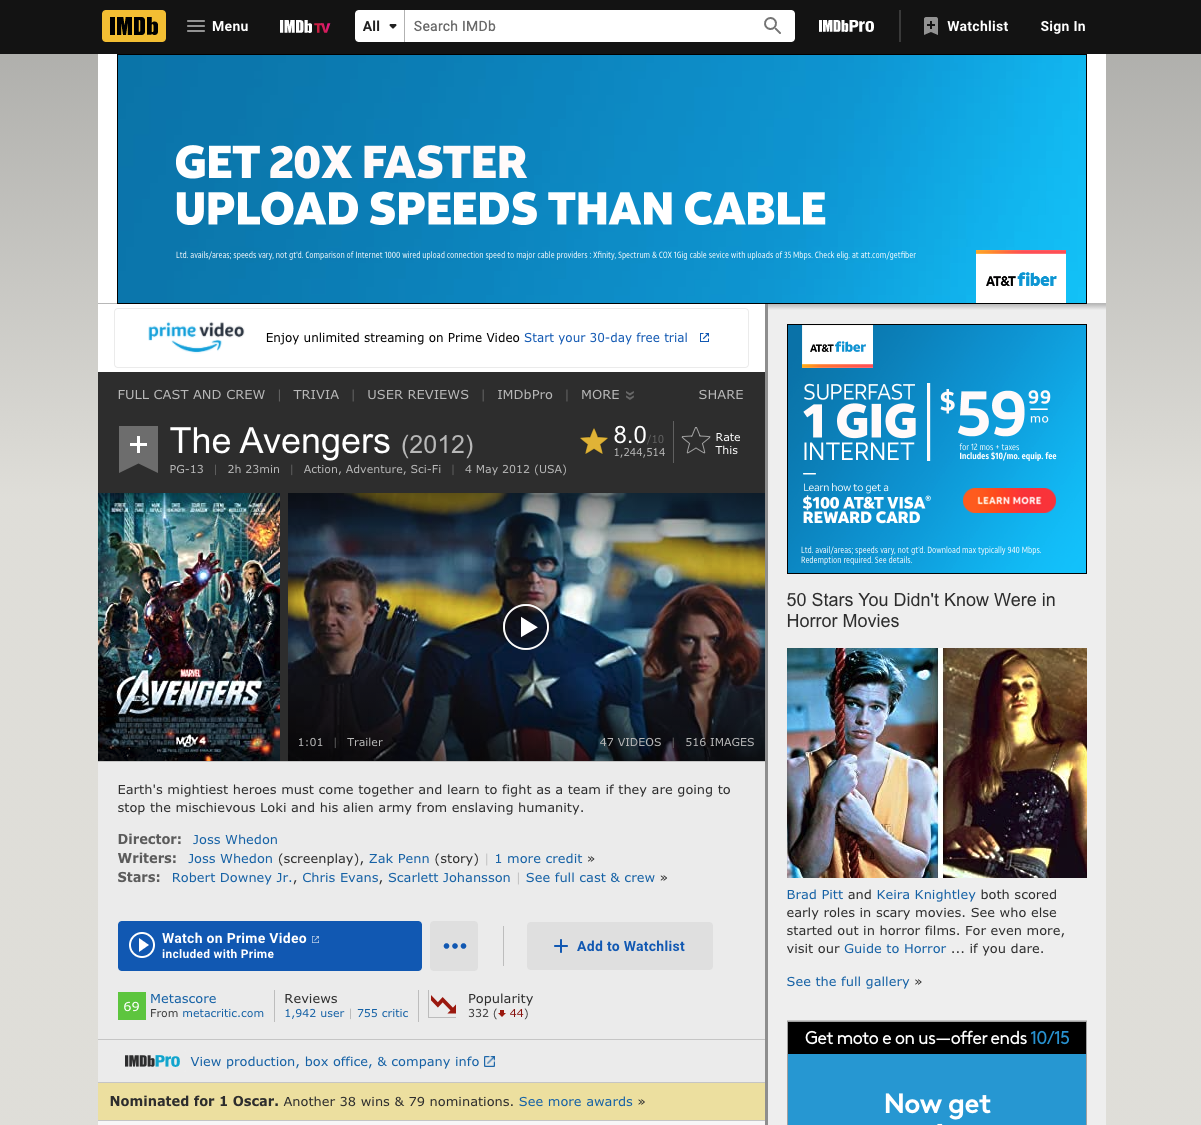 IMDb
Menu
IMDb TV
All
Search IMDb
IMDbPro
Watchlist
Sign In
GET 20X FASTER
UPLOAD SPEEDS THAN CABLE
Ltd. avails/areas; speeds vary, not gt'd. Comparison of Internet 1000 wired upload connection speed to major cable providers : Xfinity, Spectrum & COX 1Gig cable sevice with uploads of 35 Mbps. Check elig. at att.com/getfiber
AT&T fiber
prime video
Enjoy unlimited streaming on Prime Video Start your 30-day free trial
FULL CAST AND CREW | TRIVIA | USER REVIEWS | IMDbPro | MORE
SHARE
+ The Avengers (2012)
8.0/10
1,244,514
Rate
This
PG-13 | 2h 23min | Action, Adventure, Sci-Fi | 4 May 2012 (USA)
MARVEL
AVENGERS
MAY 4
1:01 | Trailer
47 VIDEOS | 516 IMAGES
Earth's mightiest heroes must come together and learn to fight as a team if they are going to
stop the mischievous Loki and his alien army from enslaving humanity.
Director: Joss Whedon
Writers: Joss Whedon (screenplay), Zak Penn (story) | 1 more credit »
Stars: Robert Downey Jr., Chris Evans, Scarlett Johansson | See full cast & crew »
Watch on Prime Video
included with Prime
•••
+ Add to Watchlist
69
Metascore
From metacritic.com
Reviews
1,942 user | 755 critic
Popularity
332 (44)
IMDbPro View production, box office, & company info
Nominated for 1 Oscar. Another 38 wins & 79 nominations. See more awards »
AT&T fiber
SUPERFAST
1 GIG
INTERNET
$59 99
mo
for 12 mos + taxes
Includes $10/mo. equip. fee
Learn how to get a
$100 AT&T VISA®
REWARD CARD
LEARN MORE
Ltd. avail/areas; speeds vary, not gt'd. Download max typically 940 Mbps.
Redemption required. See details.
50 Stars You Didn't Know Were in
Horror Movies
Brad Pitt and Keira Knightley both scored
early roles in scary movies. See who else
started out in horror films. For even more,
visit our Guide to Horror ... if you dare.
See the full gallery »
Get moto e on us—offer ends 10/15
Now get